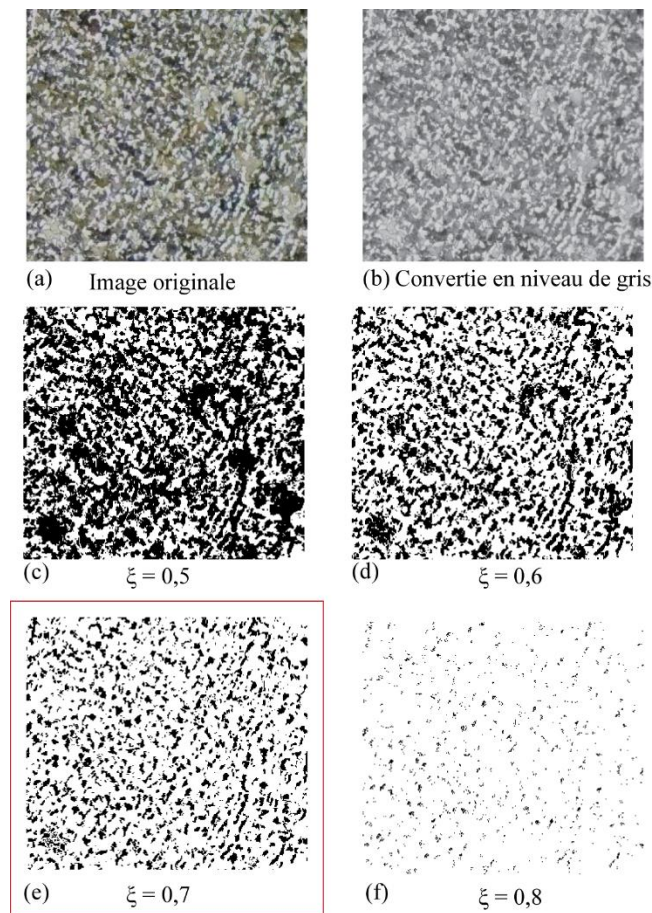 (a) Image originale
(b) Convertie en niveau de gris
(c) ξ = 0,5
(d) ξ = 0,6
(e) ξ = 0,7
(f) ξ = 0,8